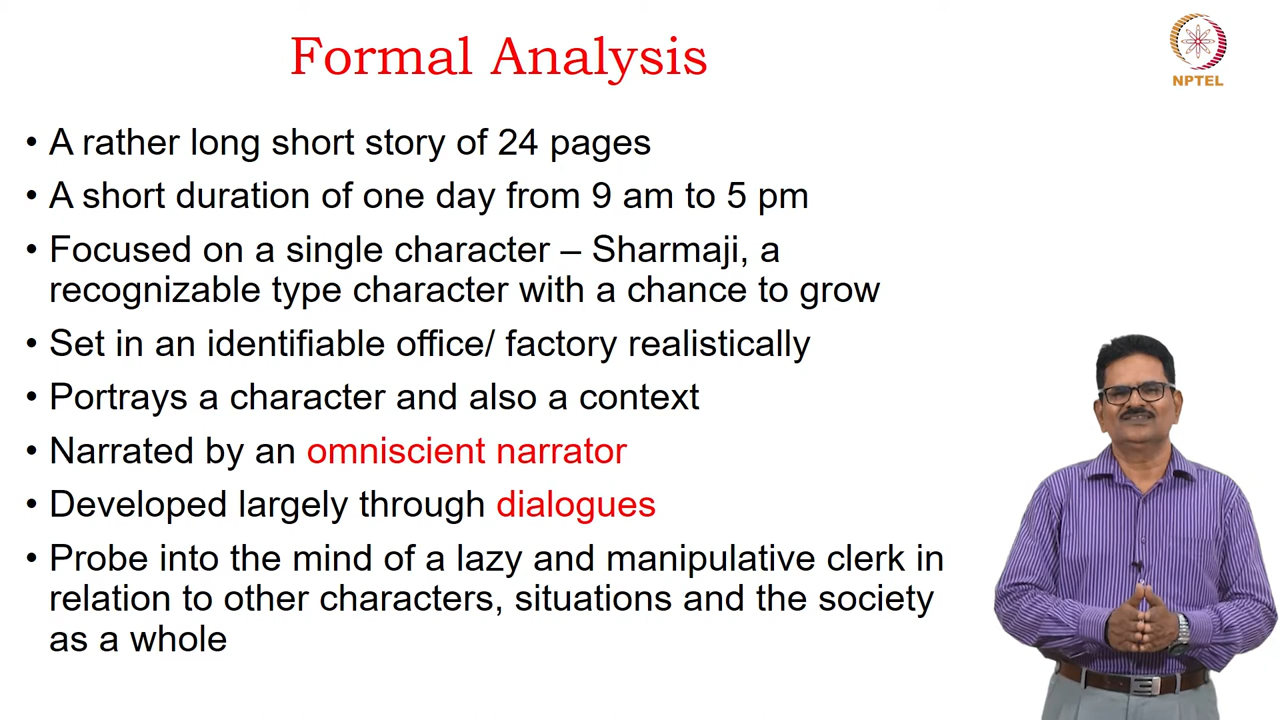 Formal Analysis
NPTEL
• A rather long short story of 24 pages
• A short duration of one day from 9 am to 5 pm
• Focused on a single character – Sharmaji, a
recognizable type character with a chance to grow
• Set in an identifiable office/ factory realistically
• Portrays a character and also a context
• Narrated by an omniscient narrator
• Developed largely through dialogues
• Probe into the mind of a lazy and manipulative clerk in
relation to other characters, situations and the society
as a whole